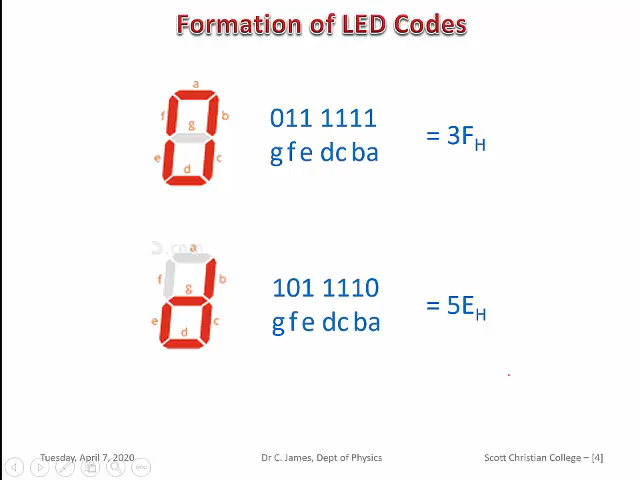 Formation of LED Codes
a
f b
g
e c
d
011 1111
g f e dc ba
= 3FH
a
f b
g
e c
d
101 1110
g f e dc ba
= 5EH
Tuesday, April 7, 2020
Dr C. James, Dept of Physics
Scott Christian College – [4]